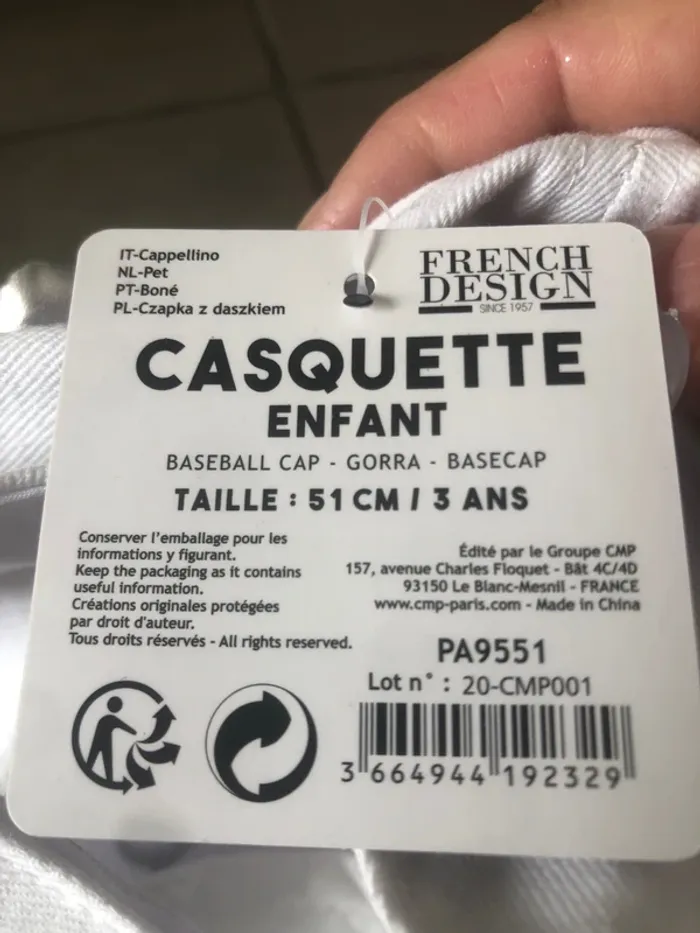 IT-Cappellino
NL-Pet
PT-Boné
PL-Czapka z daszkiem
FRENCH
DESIGN
SINCE 1957
CASQUETTE
ENFANT
BASEBALL CAP - GORRA - BASECAP
TAILLE : 51 CM / 3 ANS
Conserver l'emballage pour les
informations y figurant.
Keep the packaging as it contains
useful information.
Créations originales protégées
par droit d'auteur.
Tous droits réservés - All rights reserved.
Édité par le Groupe CMP
157, avenue Charles Floquet - Bât 4C/4D
93150 Le Blanc-Mesnil - FRANCE
www.cmp-paris.com - Made in China
PA9551
Lot n° : 20-CMP001
3 664944 192329